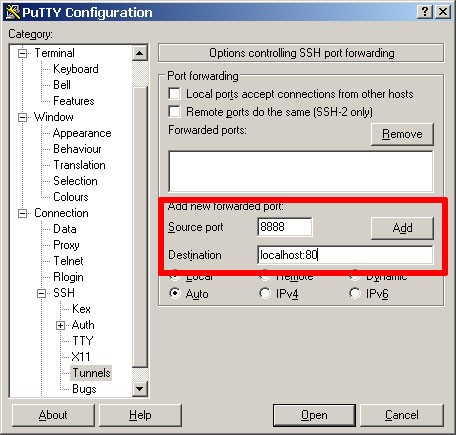 PuTTY Configuration
Category:
Terminal
Keyboard
Bell
Features
Window
Appearance
Behaviour
Translation
Selection
Colours
Connection
Data
Proxy
Telnet
Rlogin
SSH
Kex
Auth
TTY
X11
Tunnels
Bugs
Options controlling SSH port forwarding
Port forwarding
Local ports accept connections from other hosts
Remote ports do the same (SSH-2 only)
Forwarded ports:
Remove
Add new forwarded port:
Source port 8888 Add
Destination localhost:80
Local Remote Dynamic
Auto IPv4 IPv6
About Help Open Cancel